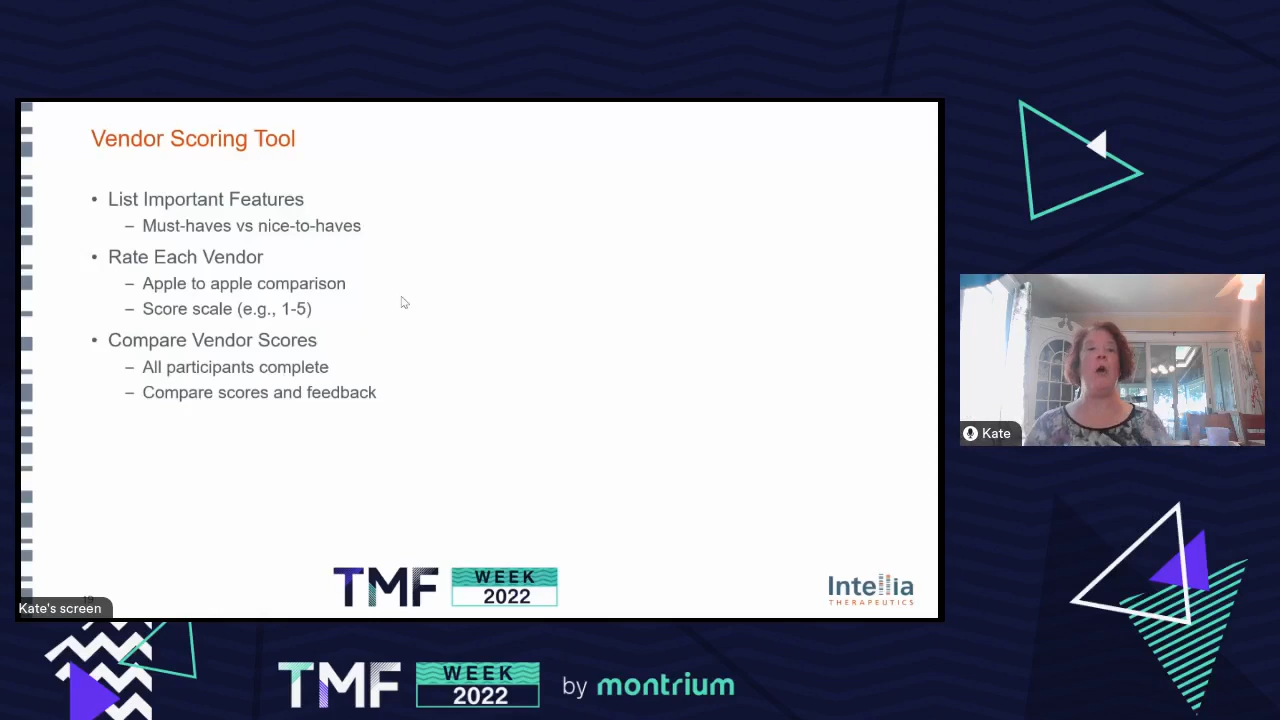 Vendor Scoring Tool
• List Important Features
– Must-haves vs nice-to-haves
• Rate Each Vendor
– Apple to apple comparison
– Score scale (e.g., 1-5)
• Compare Vendor Scores
– All participants complete
– Compare scores and feedback
Kate
TMF WEEK 2022
Intellia
THERAPEUTICS
19
Kate's screen
TMF WEEK 2022 by montrium